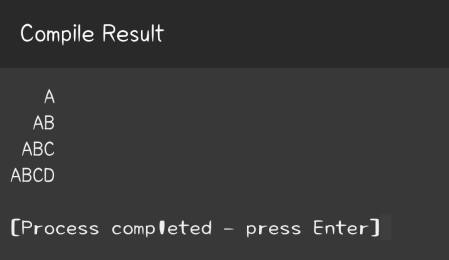 Compile Result
A
AB
ABC
ABCD
[Process completed - press Enter]